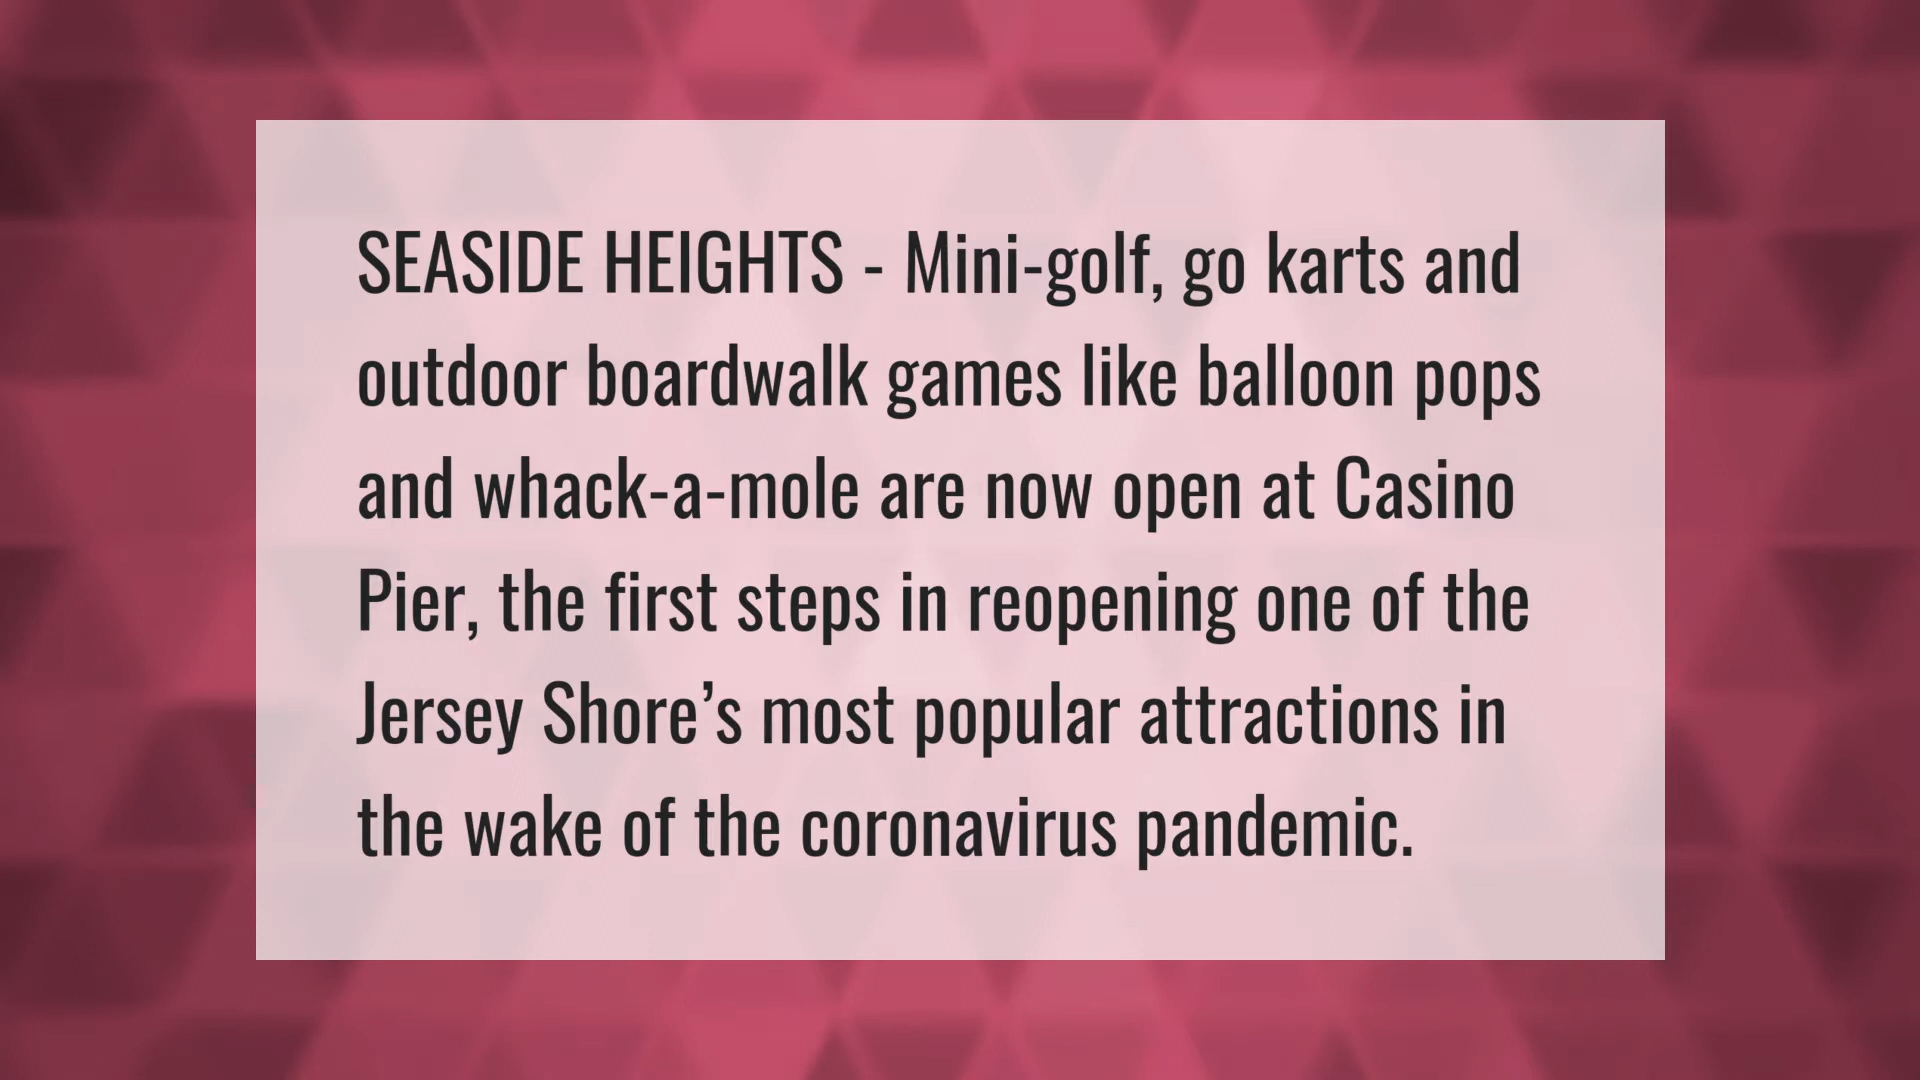 SEASIDE HEIGHTS - Mini-golf, go karts and
outdoor boardwalk games like balloon pops
and whack-a-mole are now open at Casino
Pier, the first steps in reopening one of the
Jersey Shore’s most popular attractions in
the wake of the coronavirus pandemic.